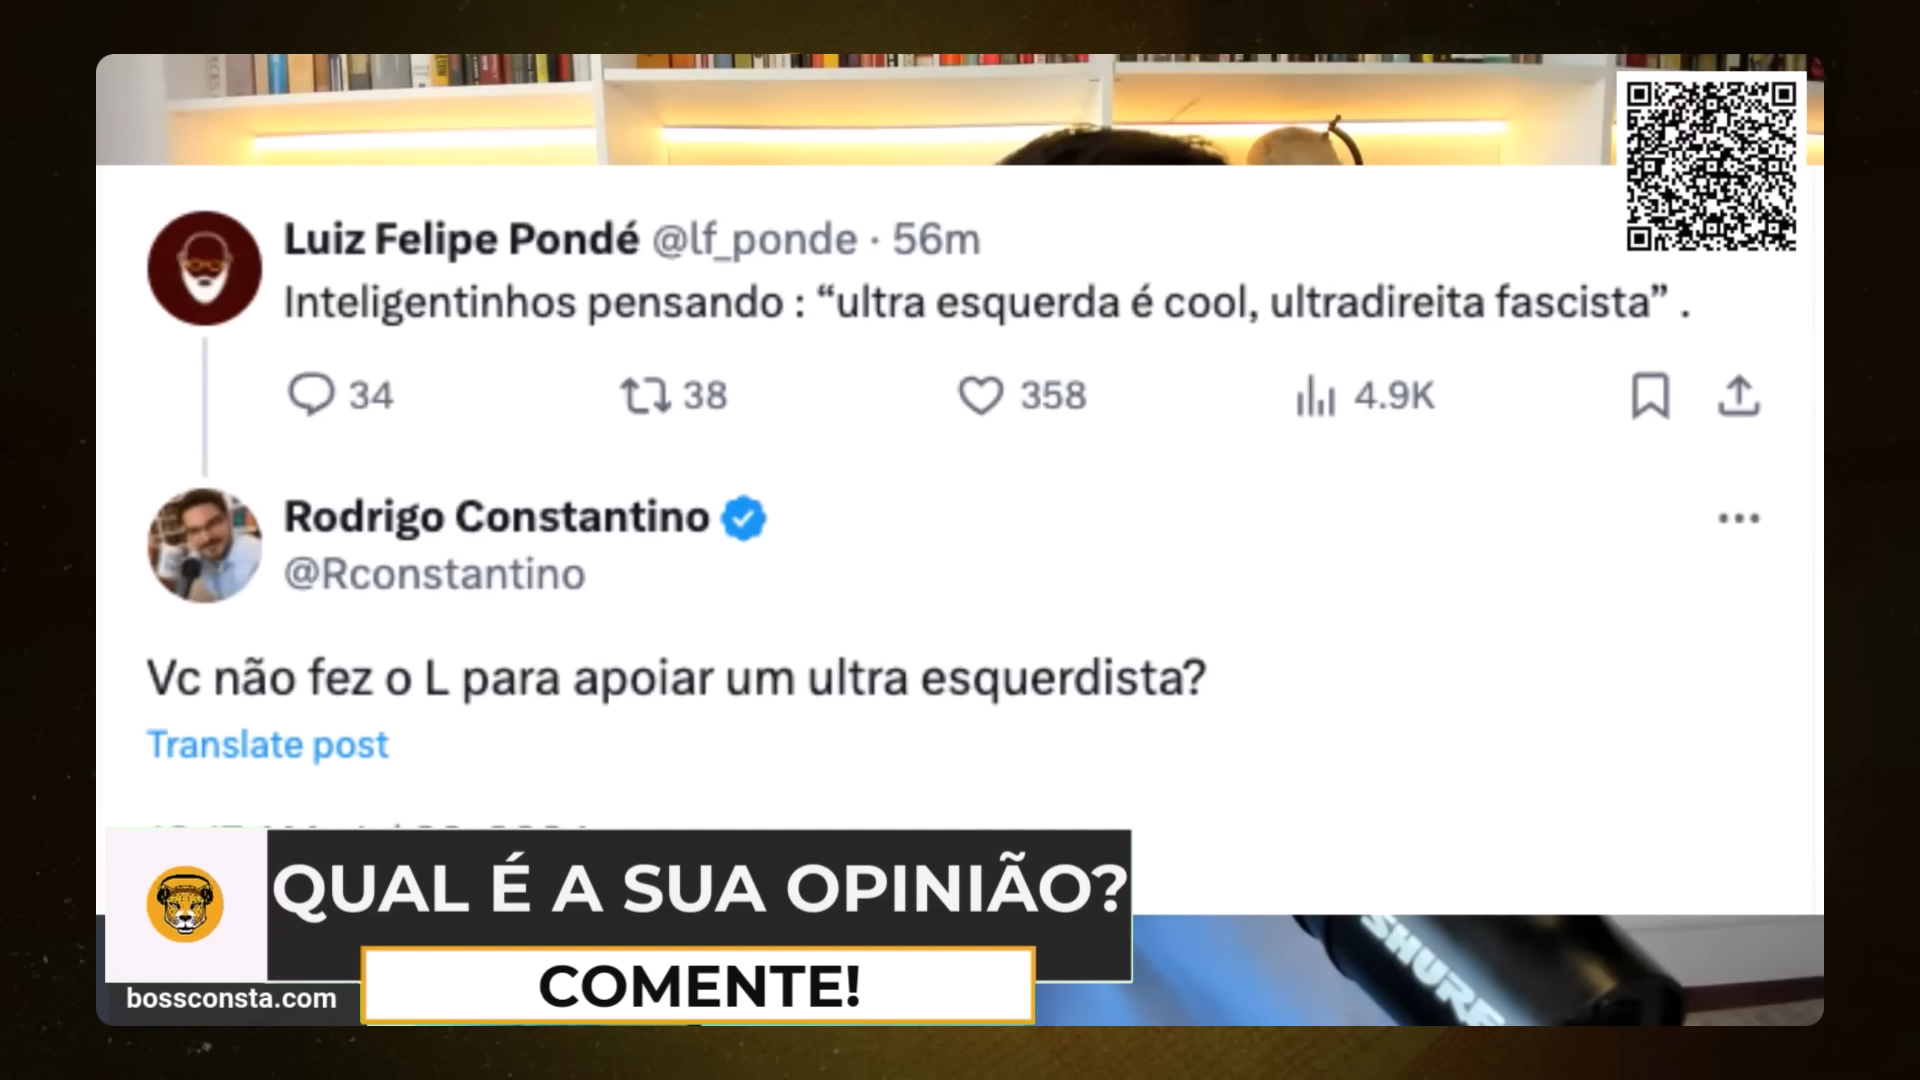 Luiz Felipe Pondé @lf_ponde · 56m
Inteligentinhos pensando : “ultra esquerda é cool, ultradireita fascista” .
34 38 358 4.9K
Rodrigo Constantino
@Rconstantino
Vc não fez o L para apoiar um ultra esquerdista?
Translate post
QUAL É A SUA OPINIÃO?
COMENTE!
bossconsta.com
SHURE